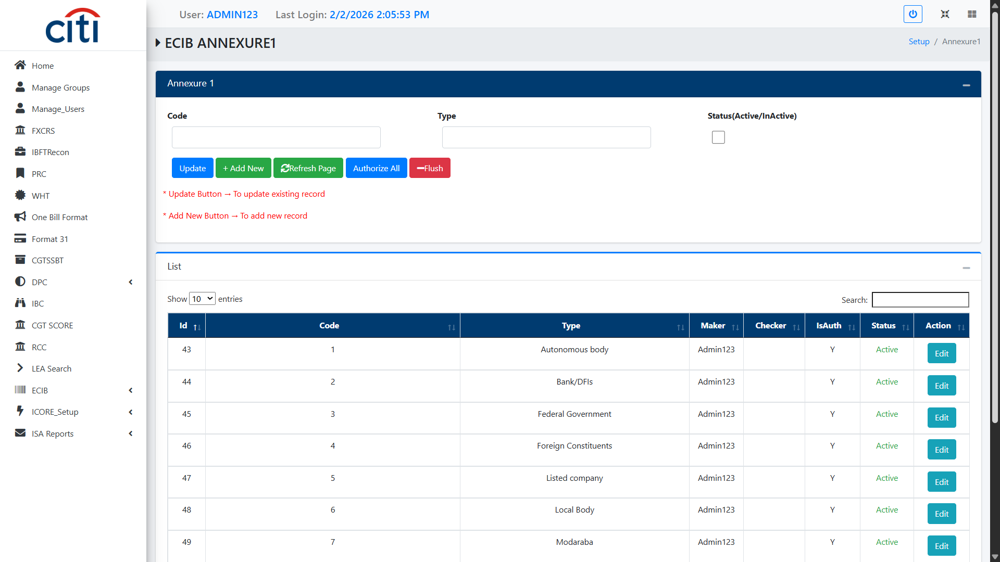 citi
User: ADMIN123 Last Login: 2/2/2026 2:05:53 PM
ECIB ANNEXURE1
Setup / Annexure1
Home
Manage Groups
Manage_Users
FXCRS
IBFTRecon
PRC
WHT
One Bill Format
Format 31
CGTSSBT
DPC
IBC
CGT SCORE
RCC
LEA Search
ECIB
ICORE_Setup
ISA Reports
Annexure 1
Code Type Status(Active/InActive)
Update + Add New Refresh Page Authorize All Flush
* Update Button → To update existing record
* Add New Button → To add new record
List
Show 10 entries Search:
Id Code Type Maker Checker IsAuth Status Action
43 1 Autonomous body Admin123 Y Active Edit
44 2 Bank/DFIs Admin123 Y Active Edit
45 3 Federal Government Admin123 Y Active Edit
46 4 Foreign Constituents Admin123 Y Active Edit
47 5 Listed company Admin123 Y Active Edit
48 6 Local Body Admin123 Y Active Edit
49 7 Modaraba Admin123 Y Active Edit